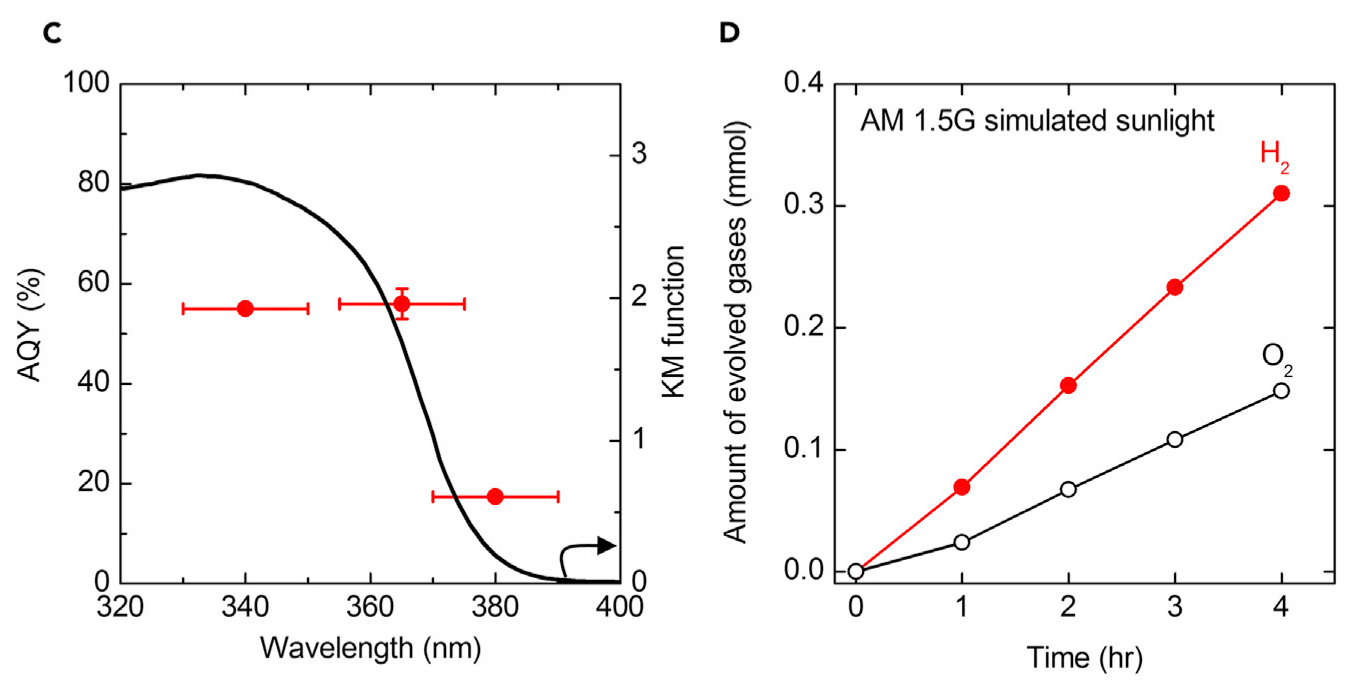 C
100
80
60
40
20
0
AQY (%)
320
340
360
380
400
Wavelength (nm)
3
2
1
0
KM function
D
AM 1.5G simulated sunlight
H2
O2
0.4
0.3
0.2
0.1
0.0
Amount of evolved gases (mmol)
0
1
2
3
4
Time (hr)